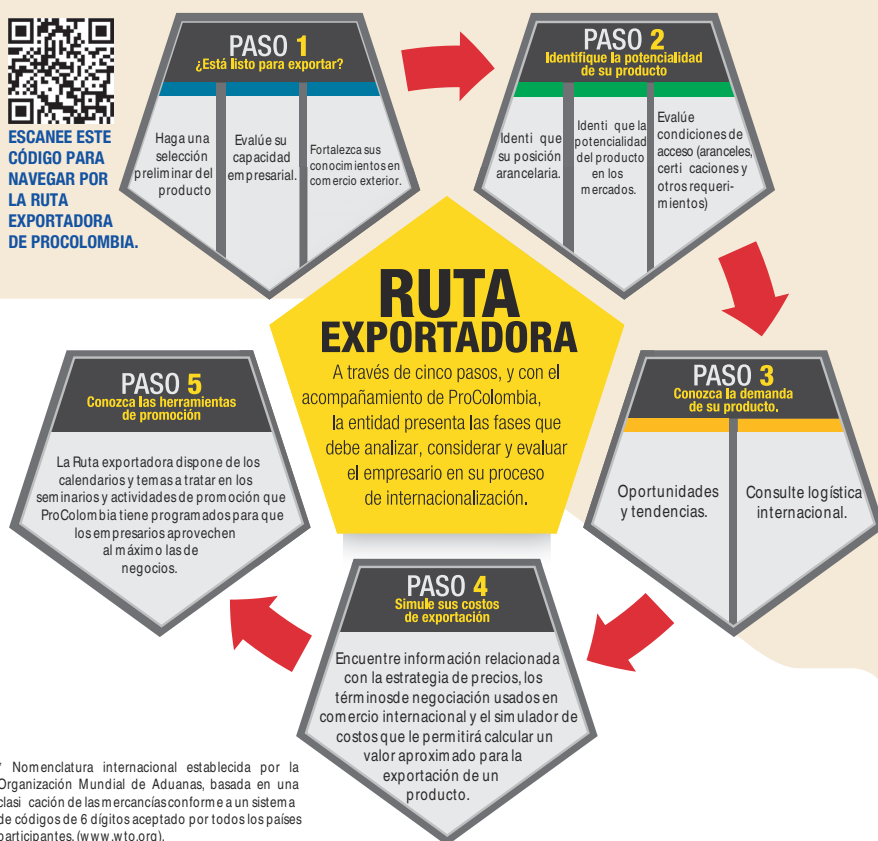 ESCANEE ESTE
CÓDIGO PARA
NAVEGAR POR
LA RUTA
EXPORTADORA
DE PROCOLOMBIA.
PASO 1
¿Está listo para exportar?
Haga una
selección
preliminar del
producto
Evalúe su
capacidad
empresarial.
Fortalezca sus
conocimientos en
comercio exterior.
PASO 2
Identifique la potencialidad
de su producto
Identi que
su posición
arancelaria.
Identi que la
potencialidad
del producto
en los
mercados.
Evalúe
condiciones de
acceso (aranceles,
certi caciones y
otros requeri-
mientos)
RUTA
EXPORTADORA
A través de cinco pasos, y con el
acompañamiento de ProColombia,
la entidad presenta las fases que
debe analizar, considerar y evaluar
el empresario en su proceso
de internacionalización.
PASO 3
Conozca la demanda
de su producto.
Oportunidades
y tendencias.
Consulte logística
internacional.
PASO 4
Simule sus costos
de exportación
Encuentre información relacionada
con la estrategia de precios, los
términos de negociación usados en
comercio internacional y el simulador de
costos que le permitirá calcular un
valor aproximado para la
exportación de un
producto.
PASO 5
Conozca las herramientas
de promoción
La Ruta exportadora dispone de los
calendarios y temas a tratar en los
seminarios y actividades de promoción que
ProColombia tiene programados para que
los empresarios aprovechen
al máximo las de
negocios.
* Nomenclatura internacional establecida por la
Organización Mundial de Aduanas, basada en una
clasi cación de las mercancías conforme a un sistema
de códigos de 6 dígitos aceptado por todos los países
participantes. (www.wto.org).